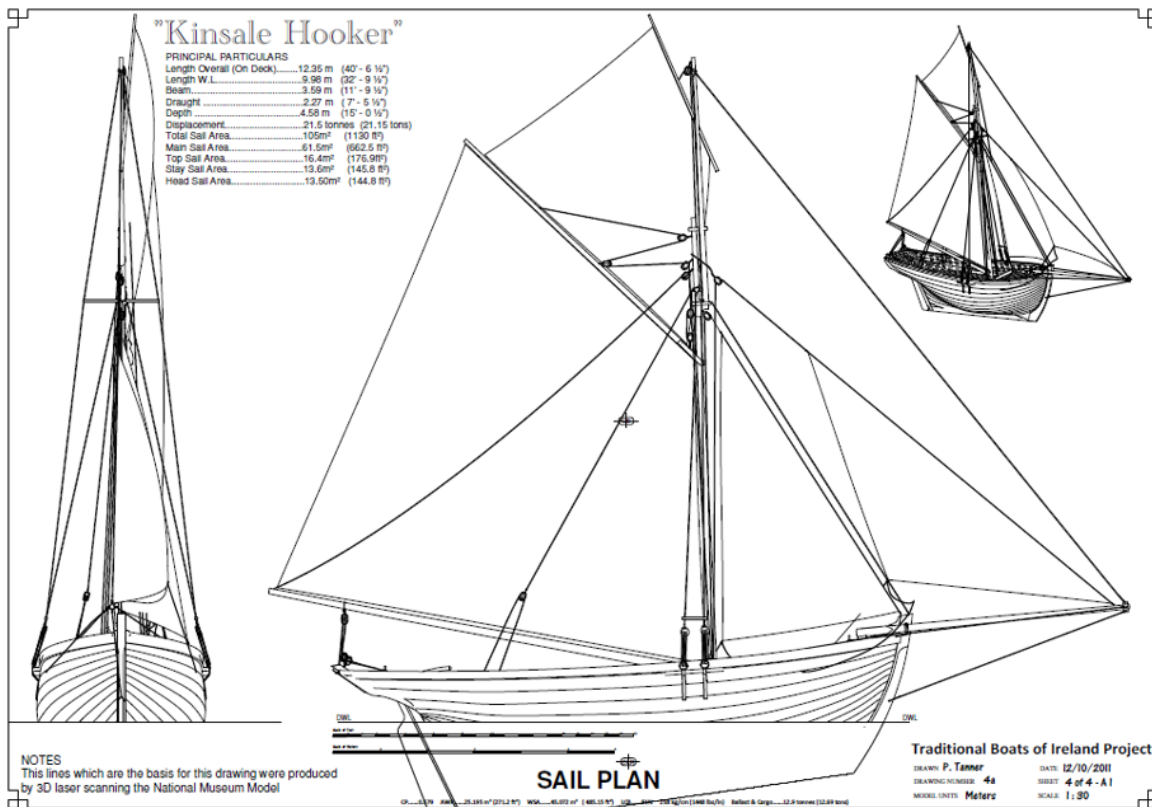 "Kinsale Hooker"
PRINCIPAL PARTICULARS
Length Overall (On Deck)......12.35 m (40' - 6 ½")
Length W.L............................9.98 m (32' - 9 ½")
Beam....................................3.59 m (11' - 9 ½")
Draught ................................2.27 m ( 7' - 5 ½")
Depth ...................................4.58 m (15' - 0 ½")
Displacement........................21.5 tonnes (21.15 tons)
Total Sail Area......................105m² (1130 ft²)
Main Sail Area......................61.5m² (662.5 ft²)
Top Sail Area........................16.4m² (176.9ft²)
Stay Sail Area.......................13.6m² (145.8 ft²)
Head Sail Area......................13.50m² (144.8 ft²)
DWL
DWL
NOTES
This lines which are the basis for this drawing were produced
by 3D laser scanning the National Museum Model
SAIL PLAN
Traditional Boats of Ireland Project
DRAWN P. Tanner DATE: 12/10/2011
DRAWING NUMBER 4a SHEET 4 of 4 - A1
MODEL UNITS Meters SCALE 1 : 30